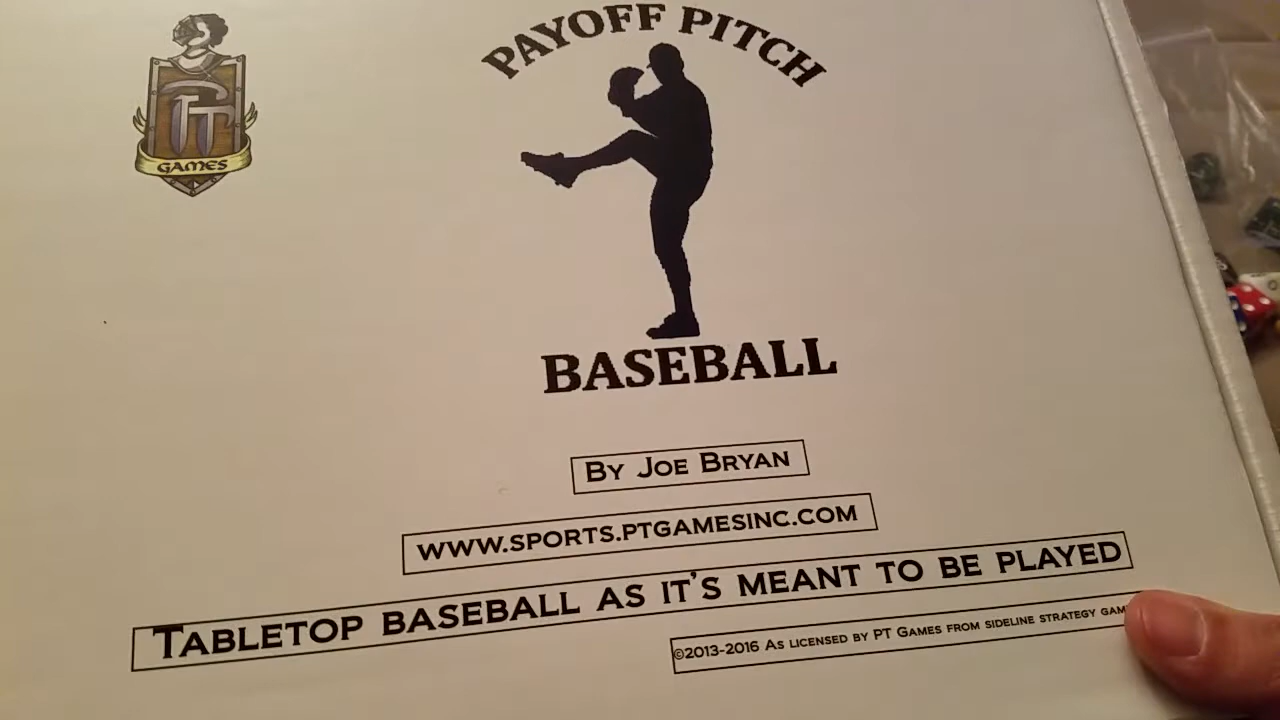 PAYOFF PITCH
PT
GAMES
BASEBALL
BY JOE BRYAN
WWW.SPORTS.PTGAMESINC.COM
TABLETOP BASEBALL AS IT'S MEANT TO BE PLAYED
©2013-2016 AS LICENSED BY PT GAMES FROM SIDELINE STRATEGY GAM